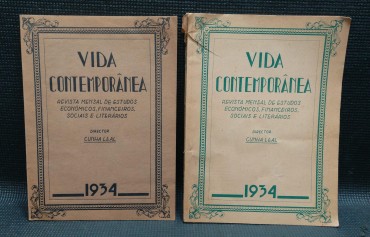 VIDA
CONTEMPORÂNEA
REVISTA MENSAL DE ESTUDOS
ECONÓMICOS, FINANCEIROS,
SOCIAIS E LITERÁRIOS
DIRECTOR
CUNHA LEAL
1934
VIDA
CONTEMPORÂNEA
REVISTA MENSAL DE ESTUDOS
ECONÓMICOS, FINANCEIROS,
SOCIAIS E LITERÁRIOS
DIRECTOR
CUNHA LEAL
1934